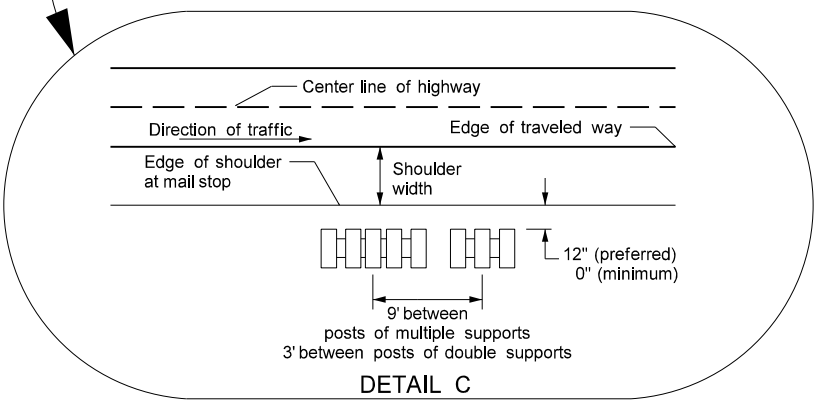 Center line of highway
Direction of traffic
Edge of traveled way
Edge of shoulder
at mail stop
Shoulder
width
12" (preferred)
0" (minimum)
9' between
posts of multiple supports
3' between posts of double supports
DETAIL C